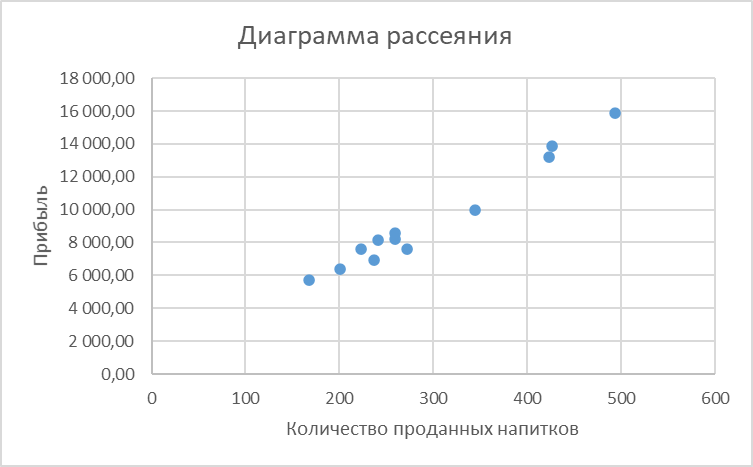 Диаграмма рассеяния
18 000,00
16 000,00
14 000,00
12 000,00
10 000,00
8 000,00
6 000,00
4 000,00
2 000,00
0,00
Прибыль
0 100 200 300 400 500 600
Количество проданных напитков